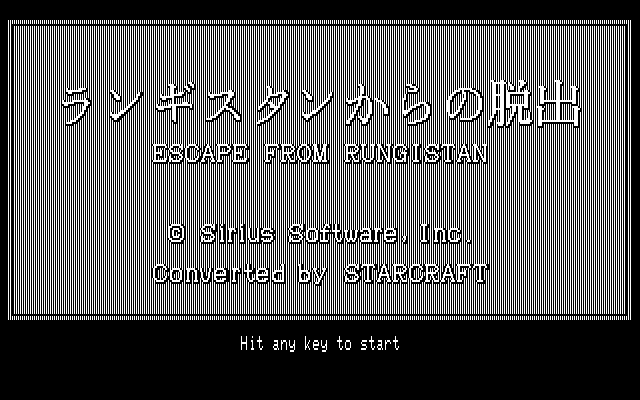 ランギスタンからの脱出
ESCAPE FROM RUNGISTAN
© Sirius Software, Inc.
Converted by STARCRAFT
Hit any key to start